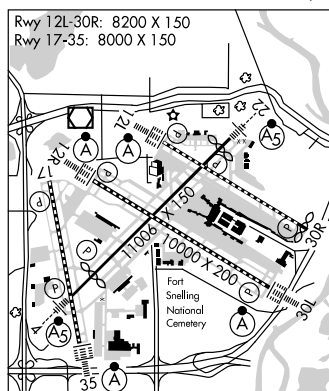 Rwy 12L-30R: 8200 X 150
Rwy 17-35: 8000 X 150
22
12L
P
A5
A
A
12R
P
17
P
P
11006 X 150
10000 X 200
30R
P
Fort
Snelling
National
Cemetery
30L
4
A5
A
35
A